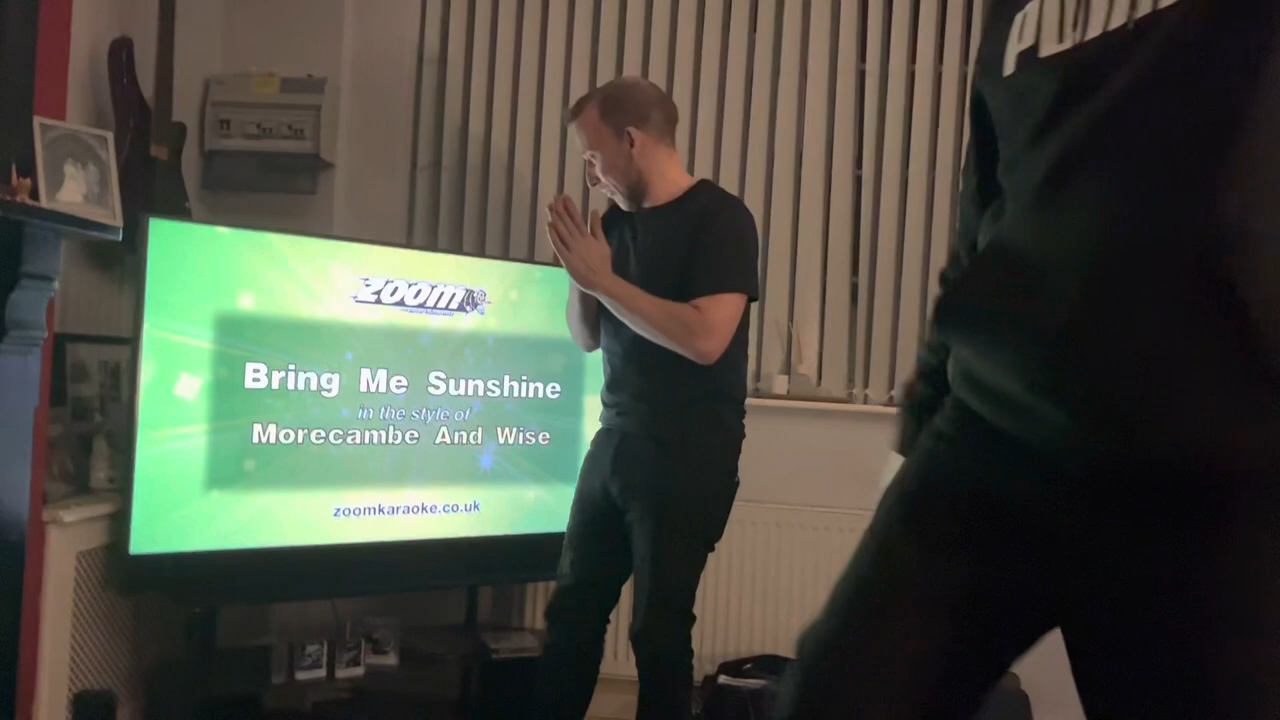 zoom
Bring Me Sunshine
in the style of
Morecambe And Wise
zoomkaraoke.co.uk